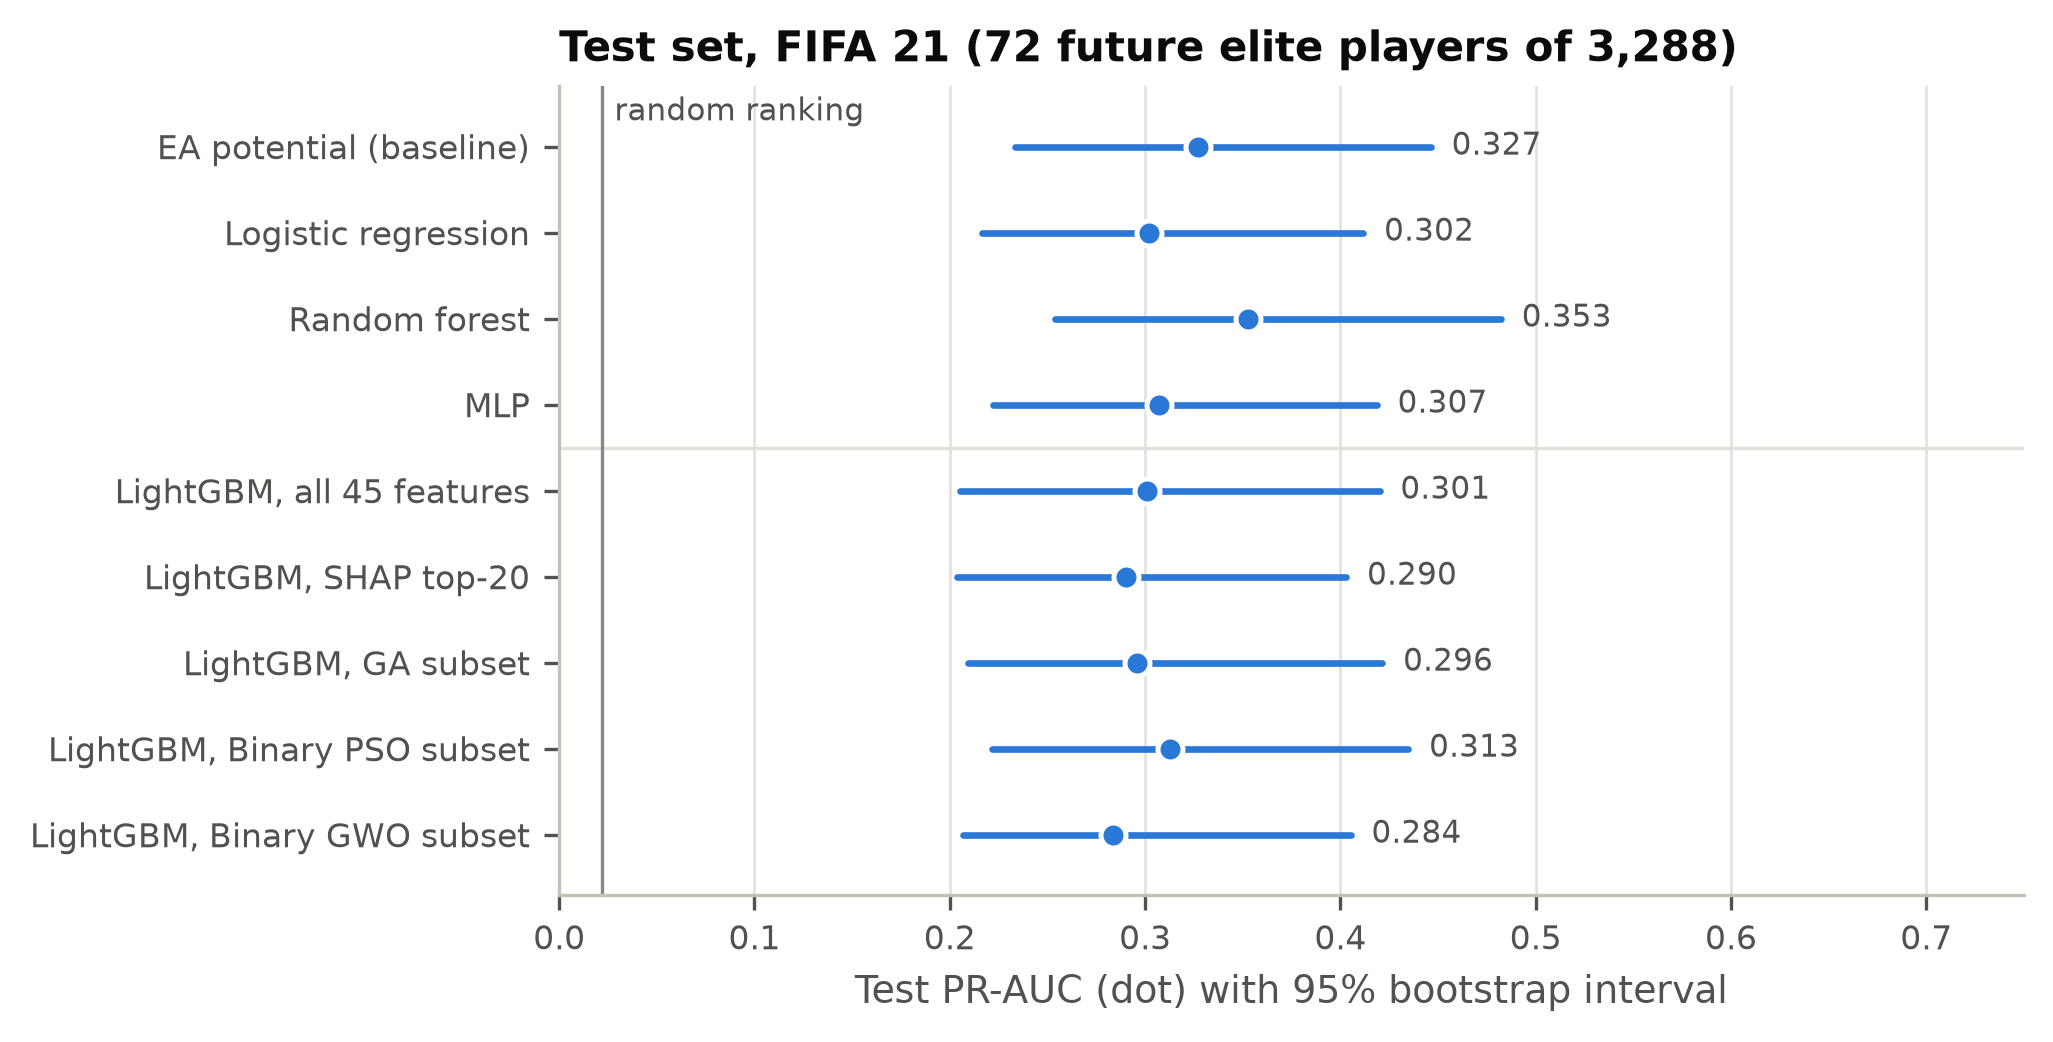 Test set, FIFA 21 (72 future elite players of 3,288)
random ranking
EA potential (baseline)
0.327
Logistic regression
0.302
Random forest
0.353
MLP
0.307
LightGBM, all 45 features
0.301
LightGBM, SHAP top-20
0.290
LightGBM, GA subset
0.296
LightGBM, Binary PSO subset
0.313
LightGBM, Binary GWO subset
0.284
0.0 0.1 0.2 0.3 0.4 0.5 0.6 0.7
Test PR-AUC (dot) with 95% bootstrap interval